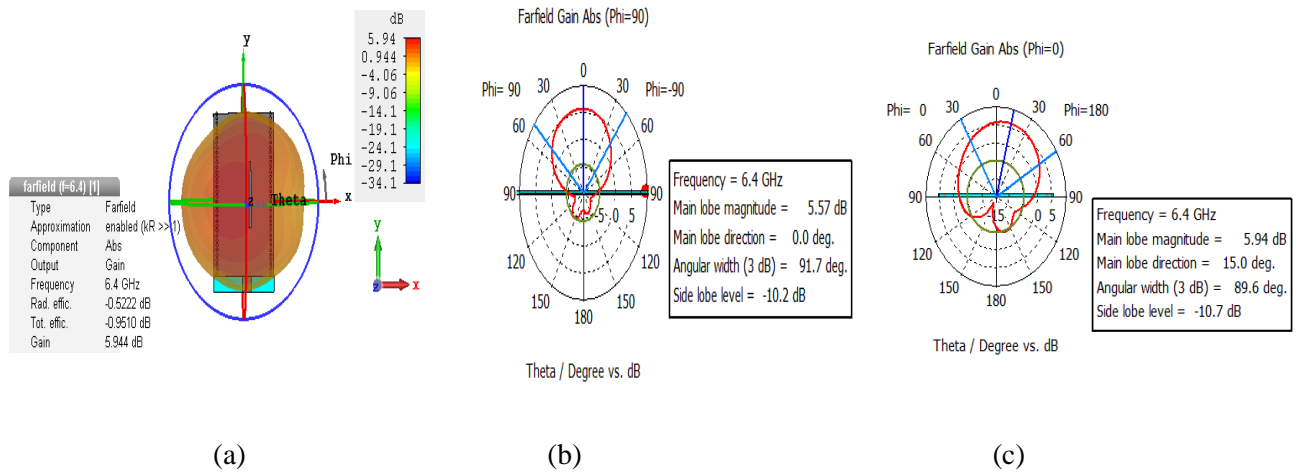 dB
5.94
0.944
-4.06
-9.06
-14.1
-19.1
-24.1
-29.1
-34.1
y
Phi
x
z
Theta
y
z
x
farfield (f=6.4) [1]
Type Farfield
Approximation enabled (kR >> 1)
Component Abs
Output Gain
Frequency 6.4 GHz
Rad. effic. -0.5222 dB
Tot. effic. -0.9510 dB
Gain 5.944 dB
(a)
Farfield Gain Abs (Phi=90)
0
Phi= 90 30 30 Phi=-90
60 60
90 90
-5 0 5
120 120
150 150
180
Theta / Degree vs. dB
Frequency = 6.4 GHz
Main lobe magnitude = 5.57 dB
Main lobe direction = 0.0 deg.
Angular width (3 dB) = 91.7 deg.
Side lobe level = -10.2 dB
(b)
Farfield Gain Abs (Phi=0)
0
Phi= 0 30 30 Phi=180
60 60
90 90
-15 0 5
120 120
150 150
180
Theta / Degree vs. dB
Frequency = 6.4 GHz
Main lobe magnitude = 5.94 dB
Main lobe direction = 15.0 deg.
Angular width (3 dB) = 89.6 deg.
Side lobe level = -10.7 dB
(c)